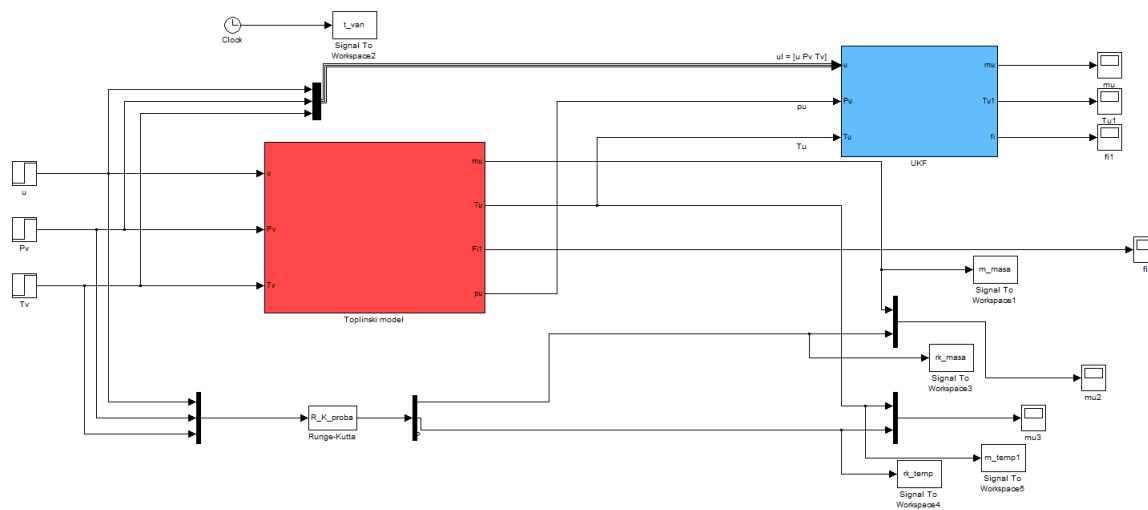 t_van
Clock
Signal To
Workspace2
uI = [u Pv Tv]
u
mu
mu
pu
Pu
Tu1
Tu1
Tu
Tu
fi
fi1
UKF
mu
u
u
Tu
Pv
Pv
Fi1
fi
m_masa
Signal To
Workspace1
Tv
Tv
pu
Toplinski model
rk_masa
Signal To
Workspace3
mu2
R_K_proba
Runge-Kutta
mu3
m_temp1
Signal To
Workspace5
rk_temp
Signal To
Workspace4